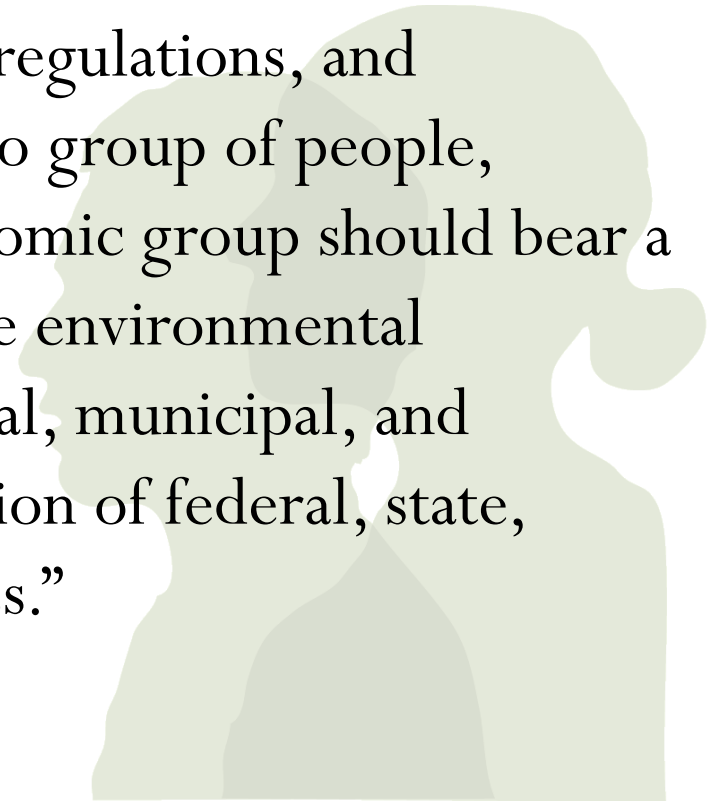 regulations, and
o group of people,
omic group should bear a
e environmental
al, municipal, and
ion of federal, state,
s.”